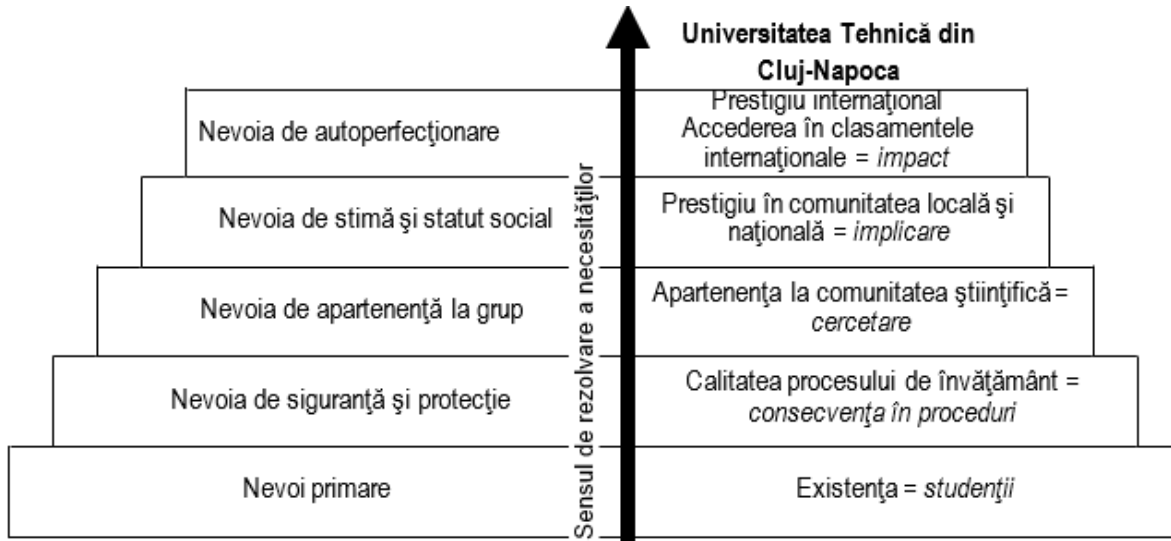 Universitatea Tehnică din
Cluj-Napoca
Nevoia de autoperfecţionare
Prestigiu internaţional
Accederea în clasamentele
internaţionale = impact
Nevoia de stimă şi statut social
Prestigiu în comunitatea locală şi
naţională = implicare
Nevoia de apartenenţă la grup
Apartenenţa la comunitatea ştiinţifică =
cercetare
Nevoia de siguranţă şi protecţie
Calitatea procesului de învăţământ =
consecvenţa în proceduri
Nevoi primare
Existenţa = studenţii
Sensul de rezolvare a necesităţilor